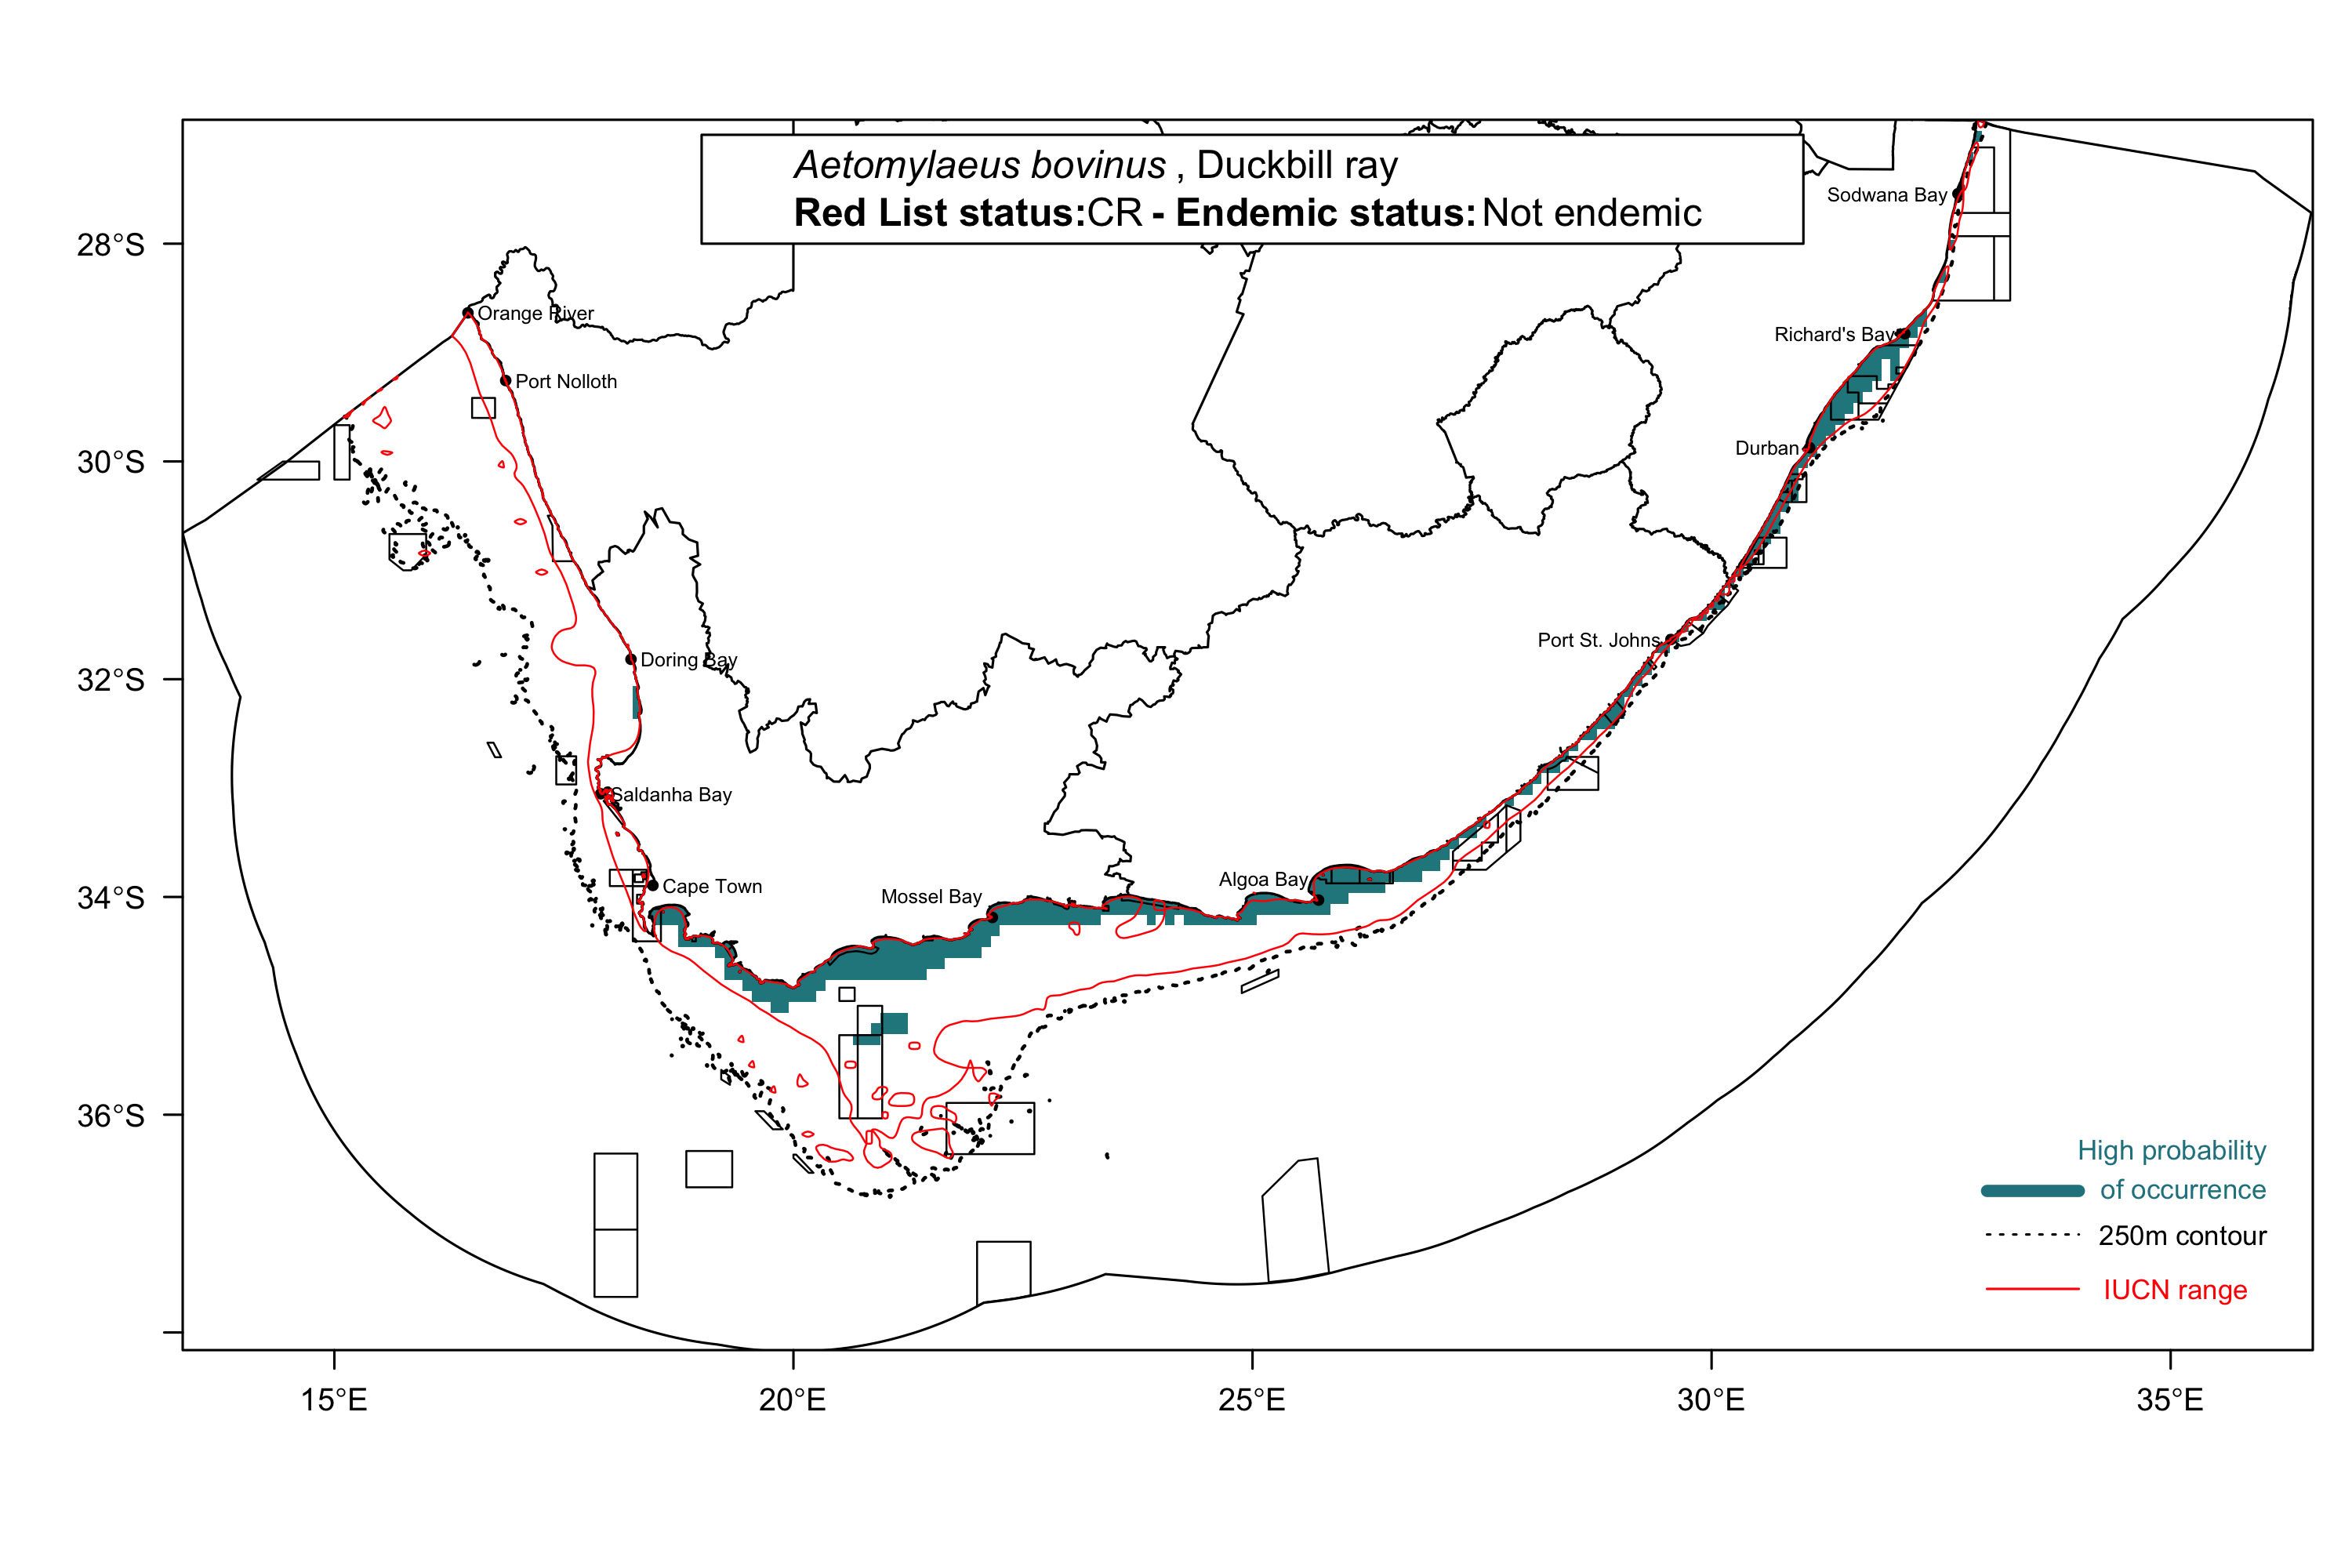 Aetomylaeus bovinus , Duckbill ray
Red List status:CR - Endemic status: Not endemic
Sodwana Bay
28°S
Orange River
Richard's Bay
Port Nolloth
Durban
30°S
Port St. Johns
Doring Bay
32°S
Saldanha Bay
Algoa Bay
Cape Town
Mossel Bay
34°S
36°S
High probability
of occurrence
250m contour
IUCN range
15°E
20°E
25°E
30°E
35°E